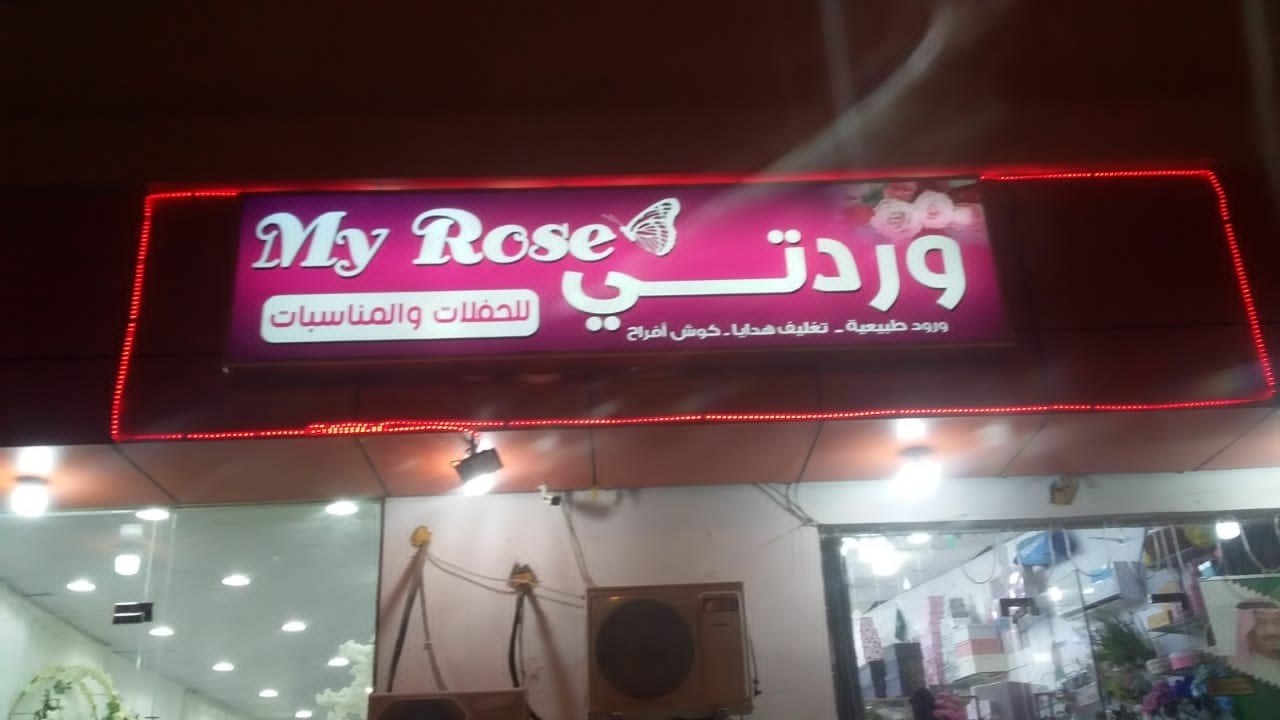 My Rose
وردتي
للحفلات والمناسبات
ورود طبيعية - تغليف هدايا - كوش أفراح